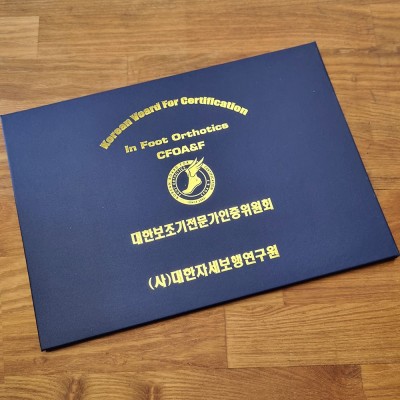 Korean Voard For Certification
In Foot Orthotics
CFOA&F
대한보조기전문가인증위원회
(사)대한자세보행연구원